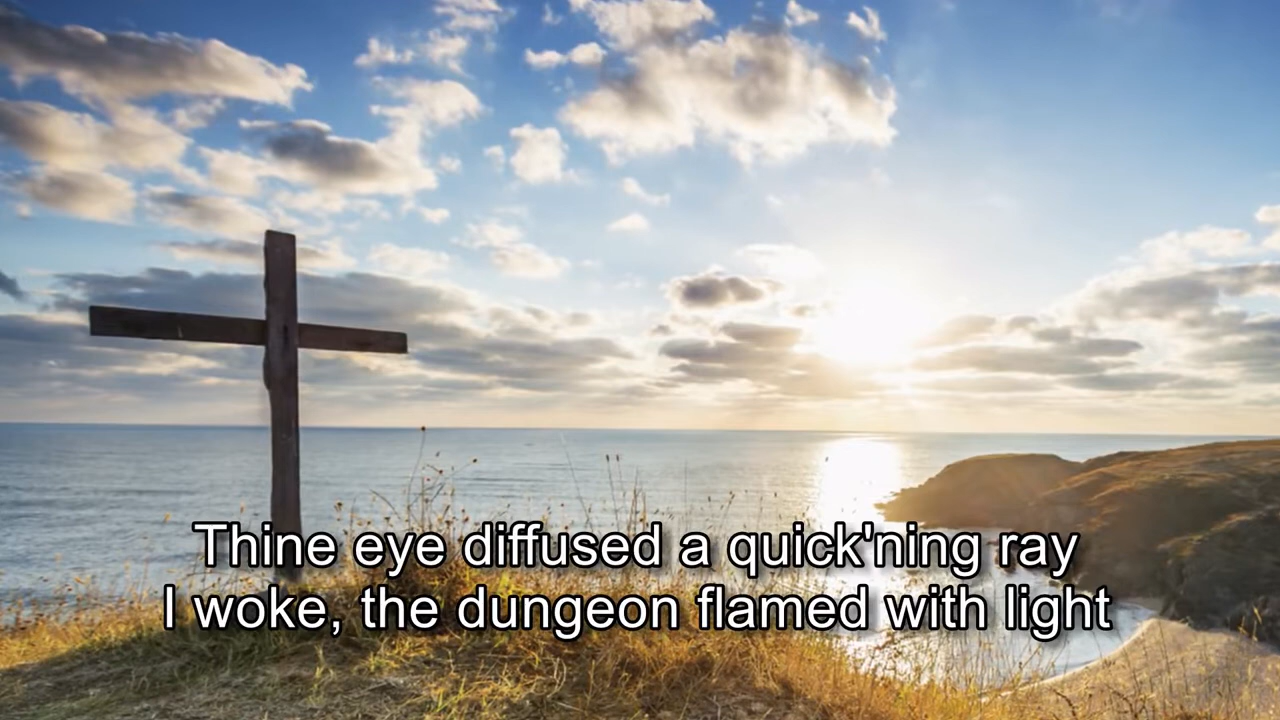 Thine eye diffused a quick'ning ray
I woke, the dungeon flamed with light